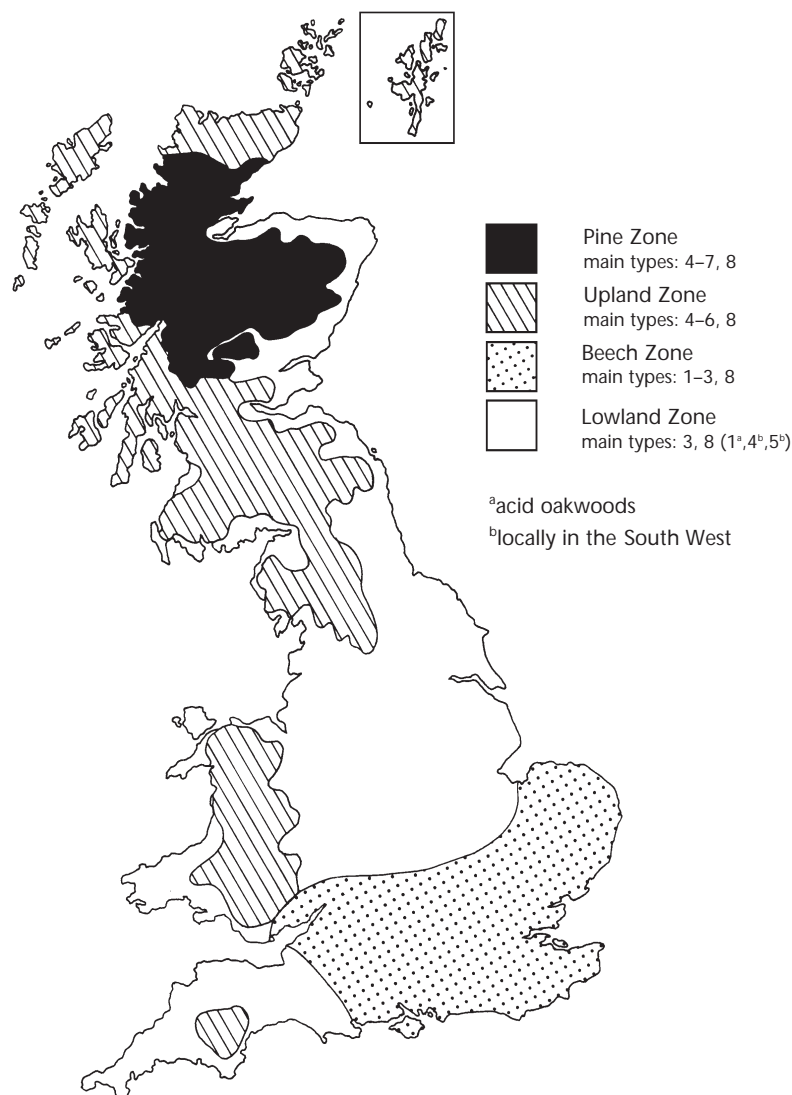 Pine Zone
main types: 4–7, 8
Upland Zone
main types: 4–6, 8
Beech Zone
main types: 1–3, 8
Lowland Zone
main types: 3, 8 (1ᵃ,4ᵇ,5ᵇ)
ᵃacid oakwoods
ᵇlocally in the South West